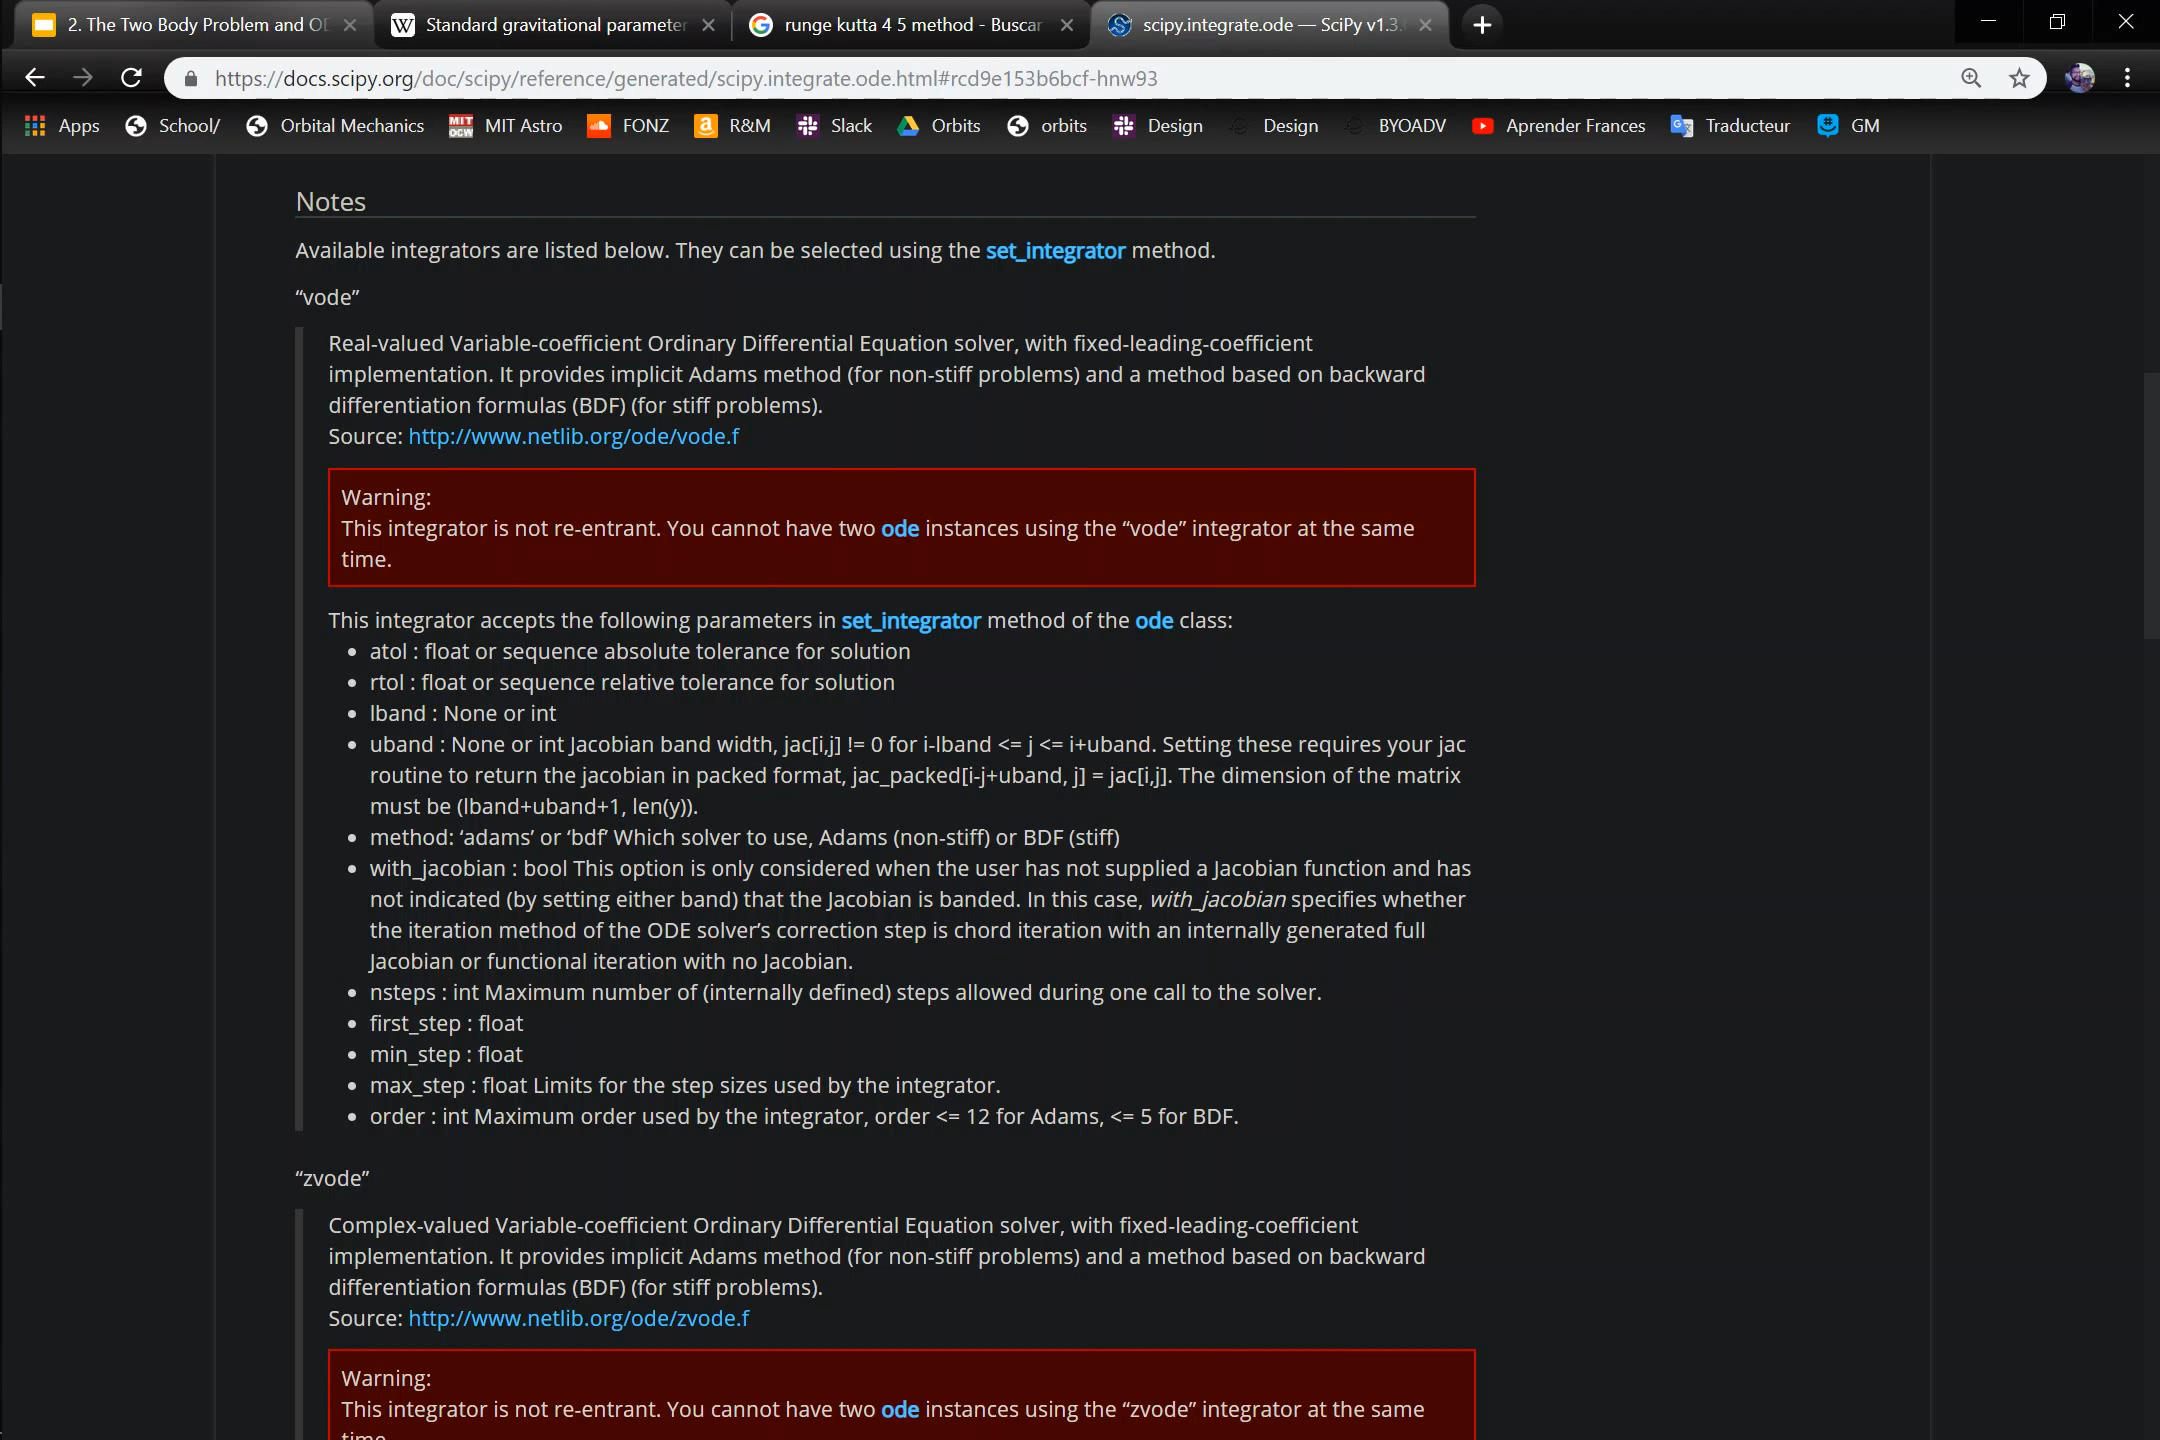 2. The Two Body Problem and OD
Standard gravitational parameter
runge kutta 4 5 method - Buscar
scipy.integrate.ode — SciPy v1.3.
https://docs.scipy.org/doc/scipy/reference/generated/scipy.integrate.ode.html#rcd9e153b6bcf-hnw93
Apps School/ Orbital Mechanics MIT OCW MIT Astro FONZ R&M Slack Orbits orbits Design Design BYOADV Aprender Frances Traducteur GM
Notes
Available integrators are listed below. They can be selected using the set_integrator method.
“vode”
Real-valued Variable-coefficient Ordinary Differential Equation solver, with fixed-leading-coefficient
implementation. It provides implicit Adams method (for non-stiff problems) and a method based on backward
differentiation formulas (BDF) (for stiff problems).
Source: http://www.netlib.org/ode/vode.f
Warning:
This integrator is not re-entrant. You cannot have two ode instances using the “vode” integrator at the same
time.
This integrator accepts the following parameters in set_integrator method of the ode class:
• atol : float or sequence absolute tolerance for solution
• rtol : float or sequence relative tolerance for solution
• lband : None or int
• uband : None or int Jacobian band width, jac[i,j] != 0 for i-lband <= j <= i+uband. Setting these requires your jac
routine to return the jacobian in packed format, jac_packed[i-j+uband, j] = jac[i,j]. The dimension of the matrix
must be (lband+uband+1, len(y)).
• method: ‘adams’ or ‘bdf’ Which solver to use, Adams (non-stiff) or BDF (stiff)
• with_jacobian : bool This option is only considered when the user has not supplied a Jacobian function and has
not indicated (by setting either band) that the Jacobian is banded. In this case, with_jacobian specifies whether
the iteration method of the ODE solver’s correction step is chord iteration with an internally generated full
Jacobian or functional iteration with no Jacobian.
• nsteps : int Maximum number of (internally defined) steps allowed during one call to the solver.
• first_step : float
• min_step : float
• max_step : float Limits for the step sizes used by the integrator.
• order : int Maximum order used by the integrator, order <= 12 for Adams, <= 5 for BDF.
“zvode”
Complex-valued Variable-coefficient Ordinary Differential Equation solver, with fixed-leading-coefficient
implementation. It provides implicit Adams method (for non-stiff problems) and a method based on backward
differentiation formulas (BDF) (for stiff problems).
Source: http://www.netlib.org/ode/zvode.f
Warning:
This integrator is not re-entrant. You cannot have two ode instances using the “zvode” integrator at the same
time.